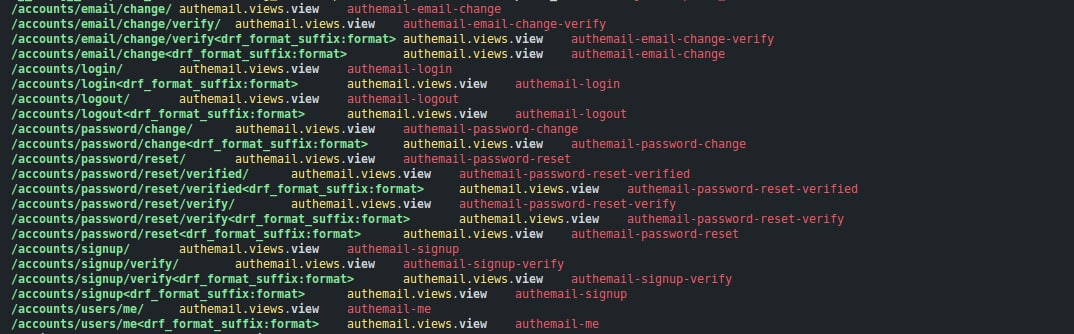 /accounts/email/change/ authemail.views.view authemail-email-change
/accounts/email/change/verify/ authemail.views.view authemail-email-change-verify
/accounts/email/change/verify<drf_format_suffix:format> authemail.views.view authemail-email-change-verify
/accounts/email/change<drf_format_suffix:format> authemail.views.view authemail-email-change
/accounts/login/ authemail.views.view authemail-login
/accounts/login<drf_format_suffix:format> authemail.views.view authemail-login
/accounts/logout/ authemail.views.view authemail-logout
/accounts/logout<drf_format_suffix:format> authemail.views.view authemail-logout
/accounts/password/change/ authemail.views.view authemail-password-change
/accounts/password/change<drf_format_suffix:format> authemail.views.view authemail-password-change
/accounts/password/reset/ authemail.views.view authemail-password-reset
/accounts/password/reset/verified/ authemail.views.view authemail-password-reset-verified
/accounts/password/reset/verified<drf_format_suffix:format> authemail.views.view authemail-password-reset-verified
/accounts/password/reset/verify/ authemail.views.view authemail-password-reset-verify
/accounts/password/reset/verify<drf_format_suffix:format> authemail.views.view authemail-password-reset-verify
/accounts/password/reset<drf_format_suffix:format> authemail.views.view authemail-password-reset
/accounts/signup/ authemail.views.view authemail-signup
/accounts/signup/verify/ authemail.views.view authemail-signup-verify
/accounts/signup/verify<drf_format_suffix:format> authemail.views.view authemail-signup-verify
/accounts/signup<drf_format_suffix:format> authemail.views.view authemail-signup
/accounts/users/me/ authemail.views.view authemail-me
/accounts/users/me<drf_format_suffix:format> authemail.views.view authemail-me